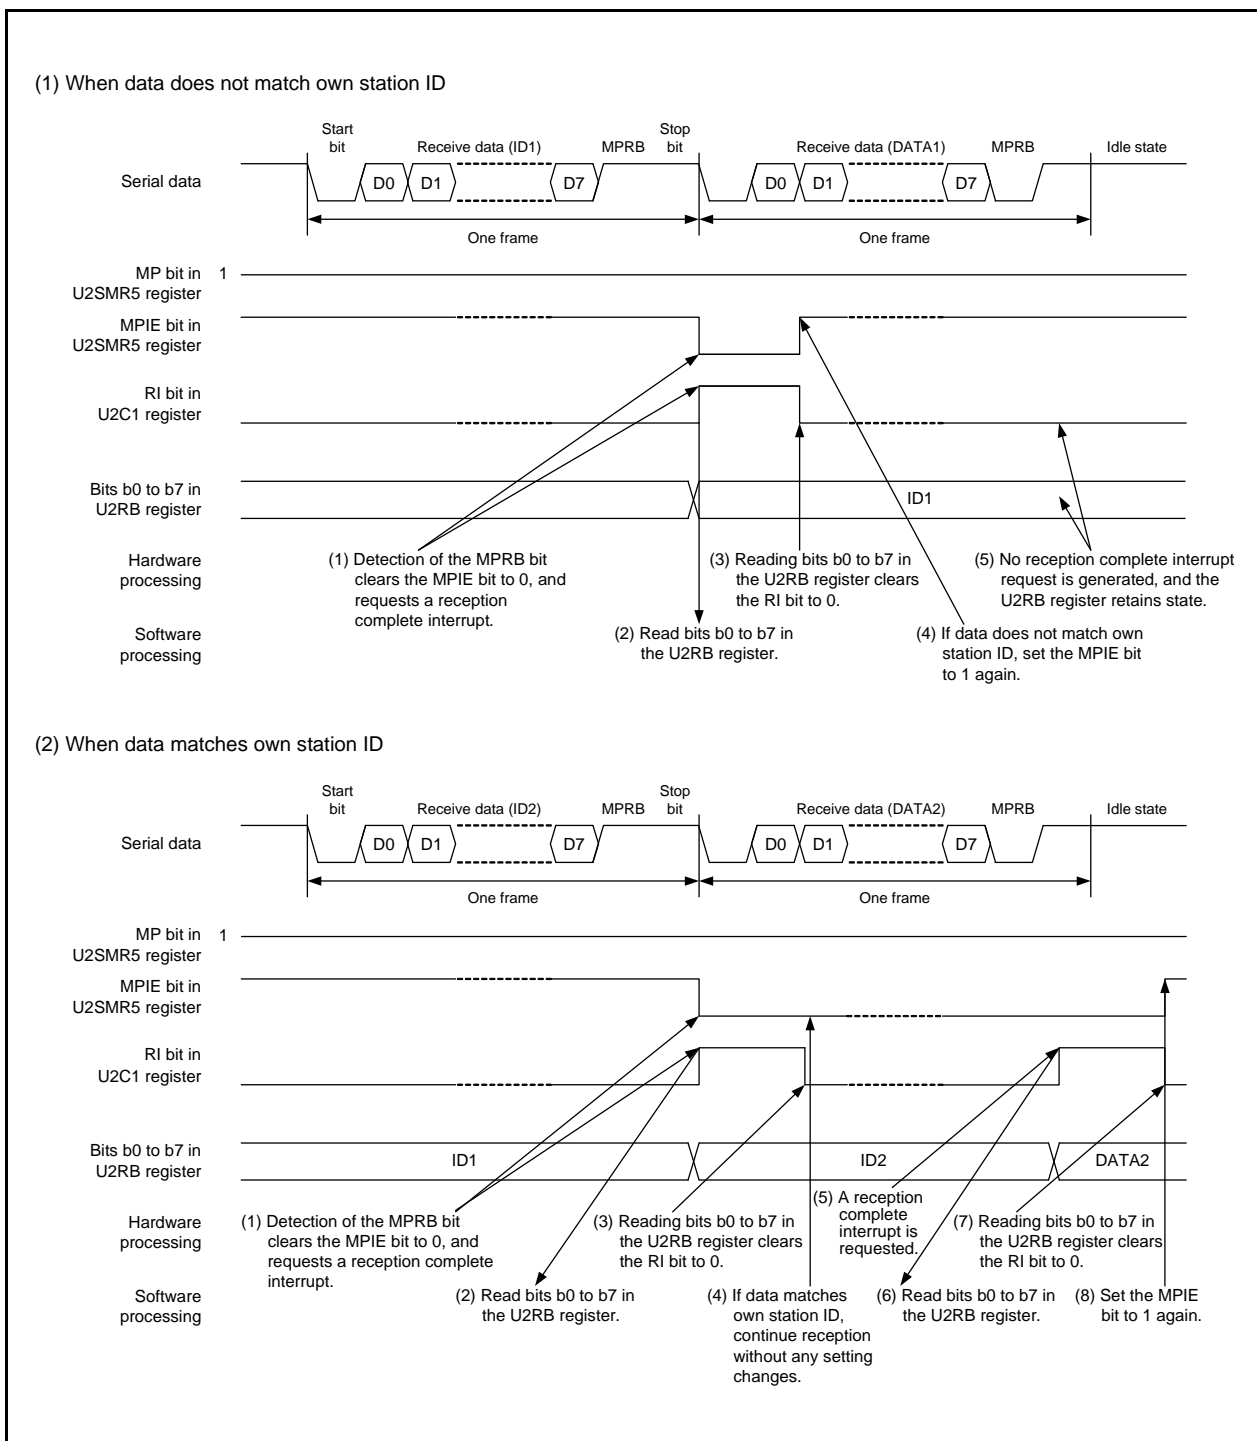 (1) When data does not match own station ID
Start
bit
Receive data (ID1)
MPRB
Stop
bit
Receive data (DATA1)
MPRB
Idle state
Serial data
D0
D1
D7
D0
D1
D7
One frame
One frame
MP bit in
U2SMR5 register
1
MPIE bit in
U2SMR5 register
RI bit in
U2C1 register
Bits b0 to b7 in
U2RB register
ID1
Hardware
processing
(1) Detection of the MPRB bit
clears the MPIE bit to 0, and
requests a reception
complete interrupt.
(3) Reading bits b0 to b7 in
the U2RB register clears
the RI bit to 0.
(5) No reception complete interrupt
request is generated, and the
U2RB register retains state.
Software
processing
(2) Read bits b0 to b7 in
the U2RB register.
(4) If data does not match own
station ID, set the MPIE bit
to 1 again.
(2) When data matches own station ID
Start
bit
Receive data (ID2)
MPRB
Stop
bit
Receive data (DATA2)
MPRB
Idle state
Serial data
D0
D1
D7
D0
D1
D7
One frame
One frame
MP bit in
U2SMR5 register
1
MPIE bit in
U2SMR5 register
RI bit in
U2C1 register
Bits b0 to b7 in
U2RB register
ID1
ID2
DATA2
Hardware
processing
(1) Detection of the MPRB bit
clears the MPIE bit to 0, and
requests a reception complete
interrupt.
(3) Reading bits b0 to b7 in
the U2RB register clears
the RI bit to 0.
(5) A reception
complete
interrupt is
requested.
(7) Reading bits b0 to b7 in
the U2RB register clears
the RI bit to 0.
Software
processing
(2) Read bits b0 to b7 in
the U2RB register.
(4) If data matches
own station ID,
continue reception
without any setting
changes.
(6) Read bits b0 to b7 in
the U2RB register.
(8) Set the MPIE
bit to 1 again.